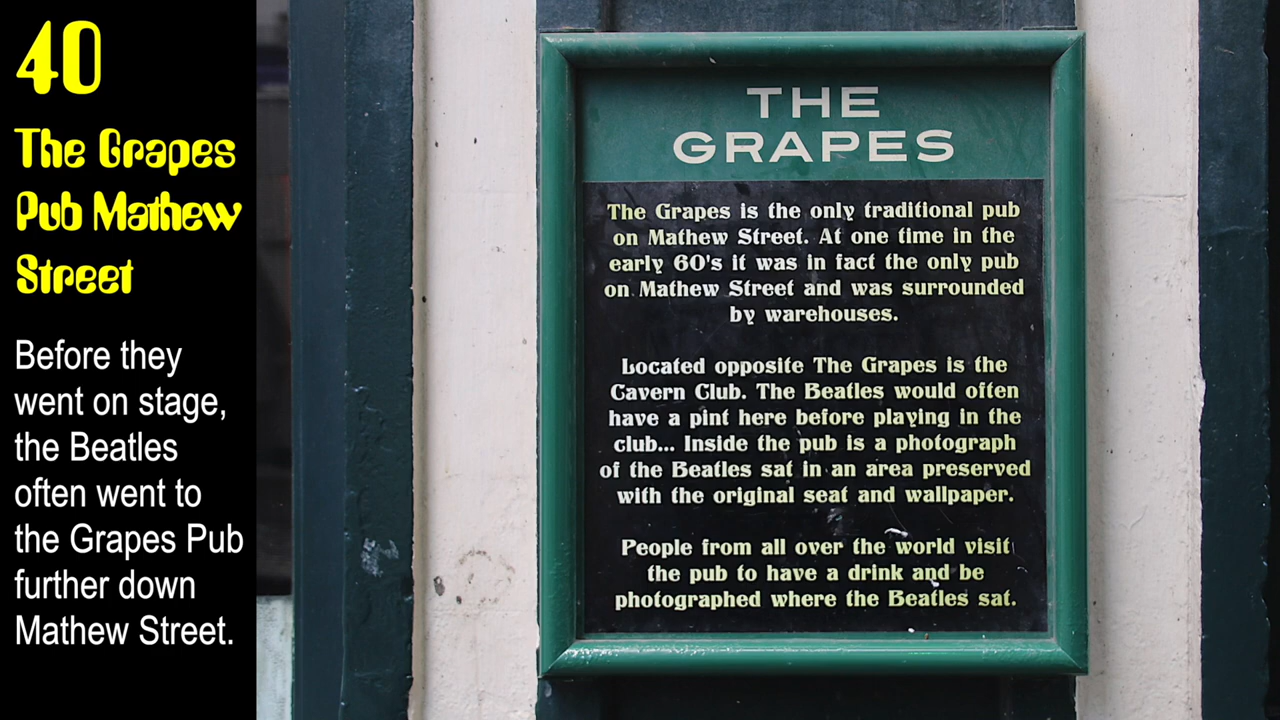 40
The Grapes
Pub Mathew
Street
Before they
went on stage,
the Beatles
often went to
the Grapes Pub
further down
Mathew Street.
THE
GRAPES
The Grapes is the only traditional pub
on Mathew Street. At one time in the
early 60's it was in fact the only pub
on Mathew Street and was surrounded
by warehouses.
Located opposite The Grapes is the
Cavern Club. The Beatles would often
have a pint here before playing in the
club... Inside the pub is a photograph
of the Beatles sat in an area preserved
with the original seat and wallpaper.
People from all over the world visit
the pub to have a drink and be
photographed where the Beatles sat.